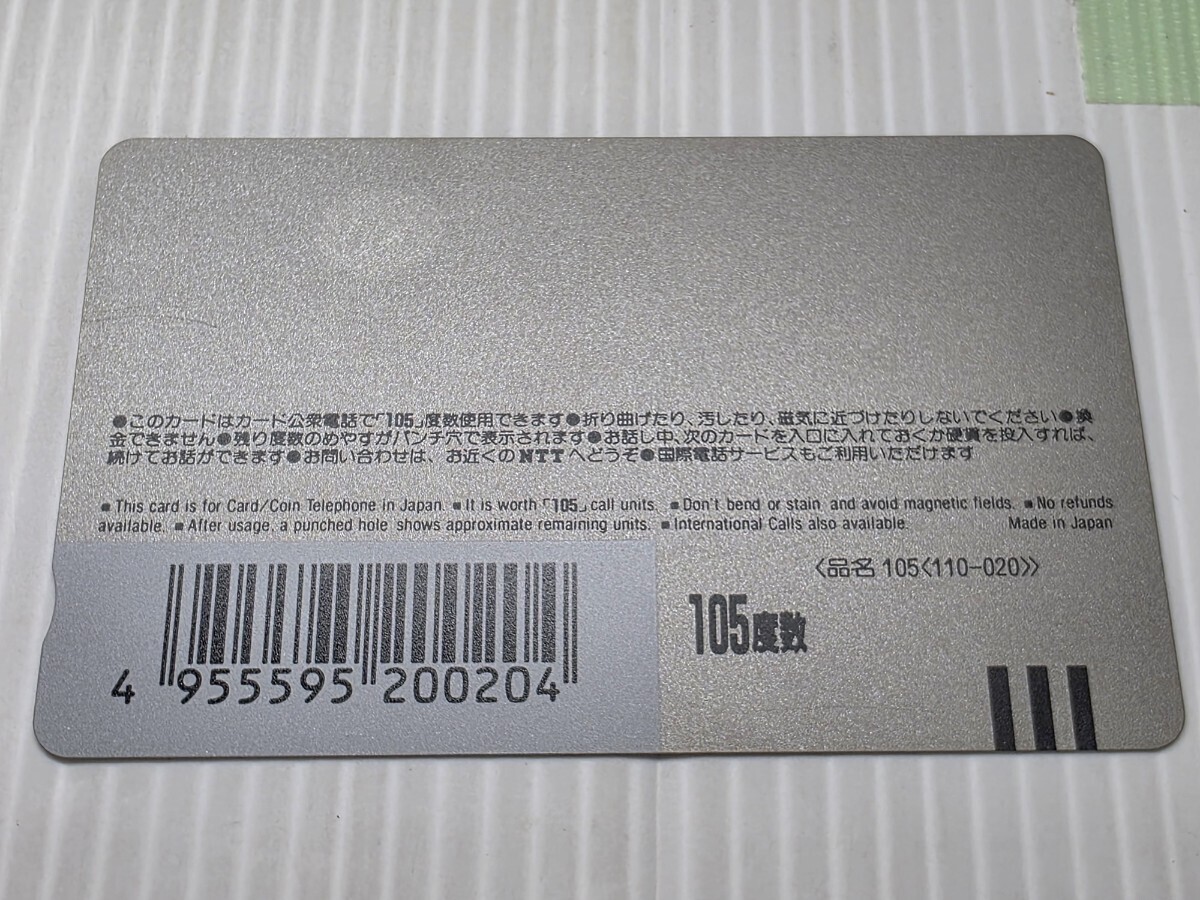 ●このカードはカード公衆電話で「105」度数使用できます●折り曲げたり、汚したり、磁気に近づけたりしないでください●換
金できません●残り度数のめやすがパンチ穴で表示されます●お話し中、次のカードを入口に入れておくか硬貨を投入すれば、
続けてお話ができます●お問い合わせは、お近くのNTTへどうぞ●国際電話サービスもご利用いただけます
■This card is for Card/Coin Telephone in Japan. ■It is worth「105」call units. ■Don't bend or stain and avoid magnetic fields. ■No refunds
available. ■After usage, a punched hole shows approximate remaining units. ■International Calls also available. Made in Japan
〈品名 105〈110-020〉〉
105度数
4 955595 200204